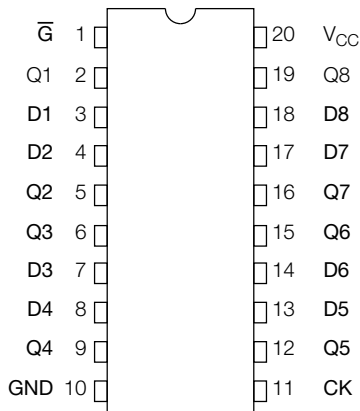 G̅ 1 20 VCC
Q1 2 19 Q8
D1 3 18 D8
D2 4 17 D7
Q2 5 16 Q7
Q3 6 15 Q6
D3 7 14 D6
D4 8 13 D5
Q4 9 12 Q5
GND 10 11 CK